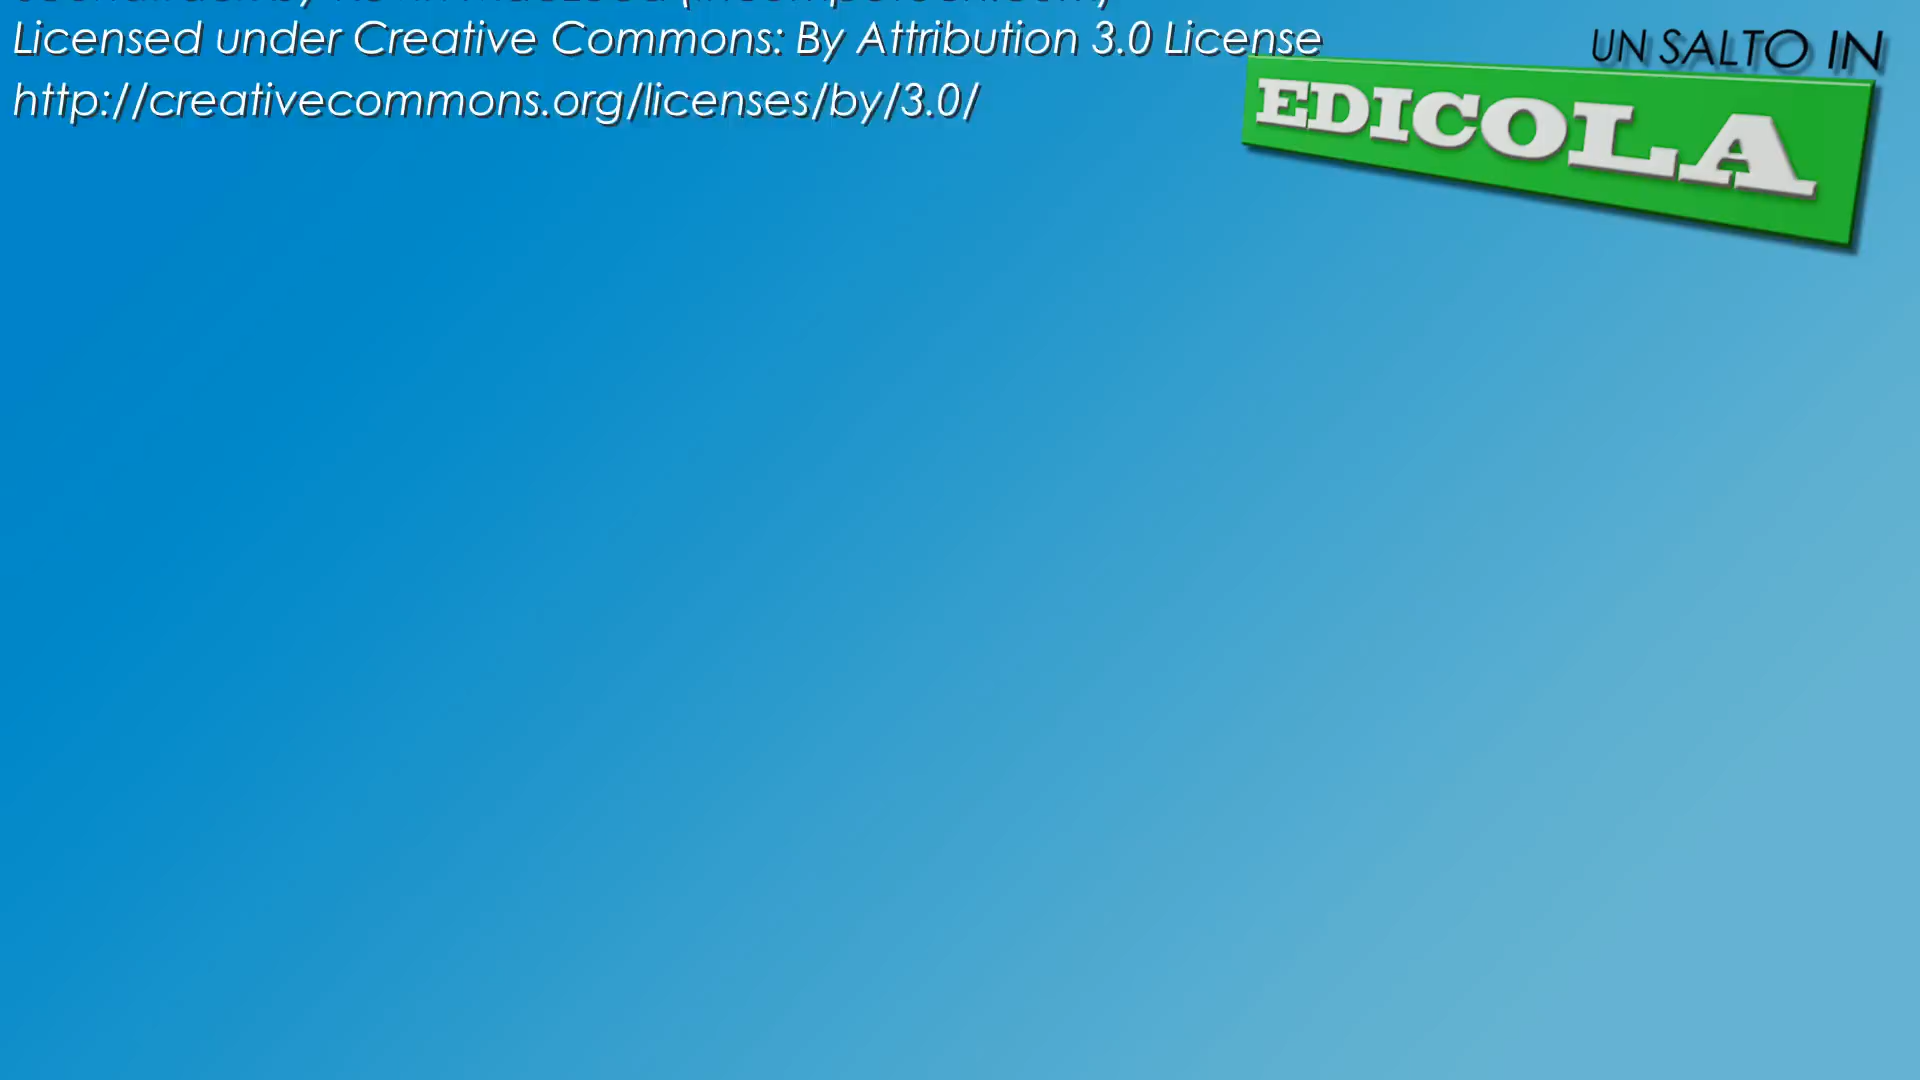 Licensed under Creative Commons: By Attribution 3.0 License
http://creativecommons.org/licenses/by/3.0/
UN SALTO IN
EDICOLA